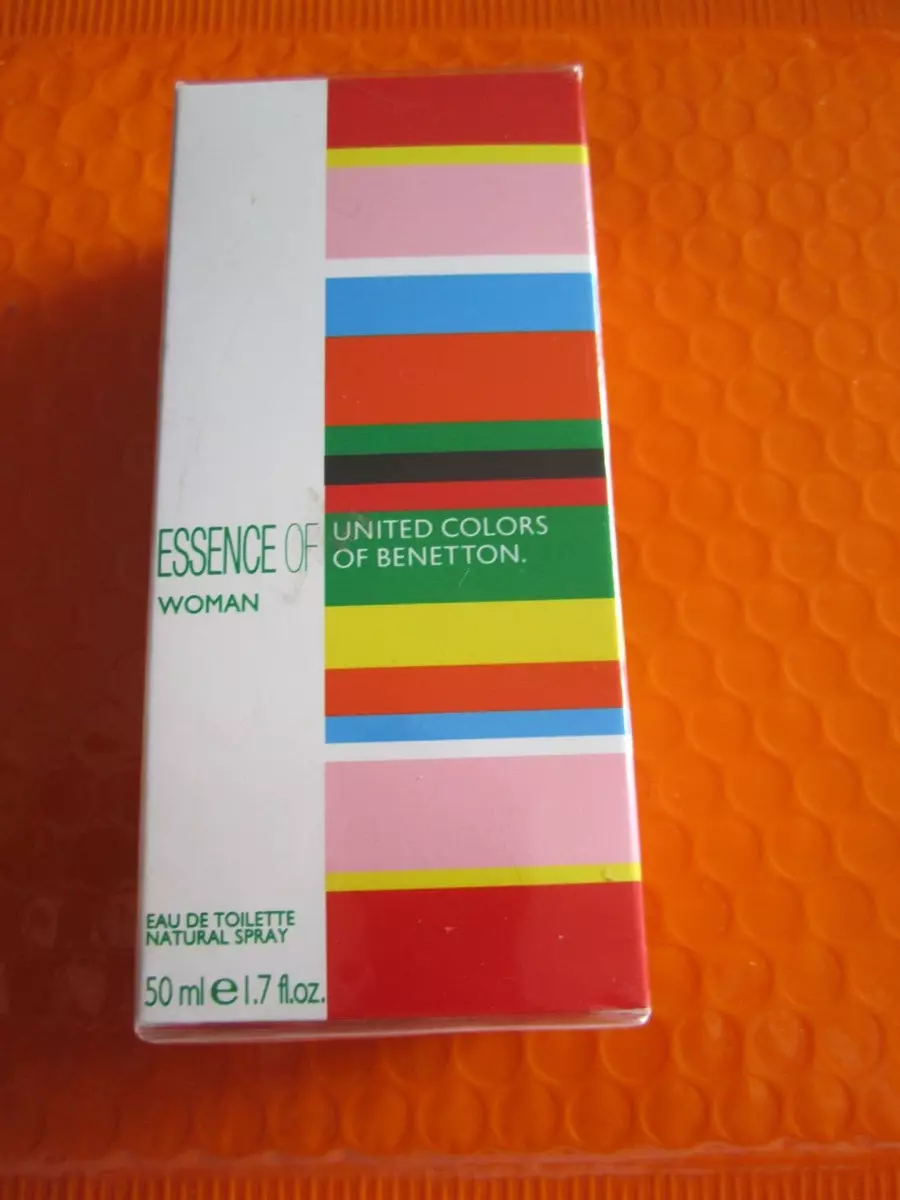 ESSENCE OF UNITED COLORS
OF BENETTON.
WOMAN
EAU DE TOILETTE
NATURAL SPRAY
50 ml e 1.7 fl.oz.